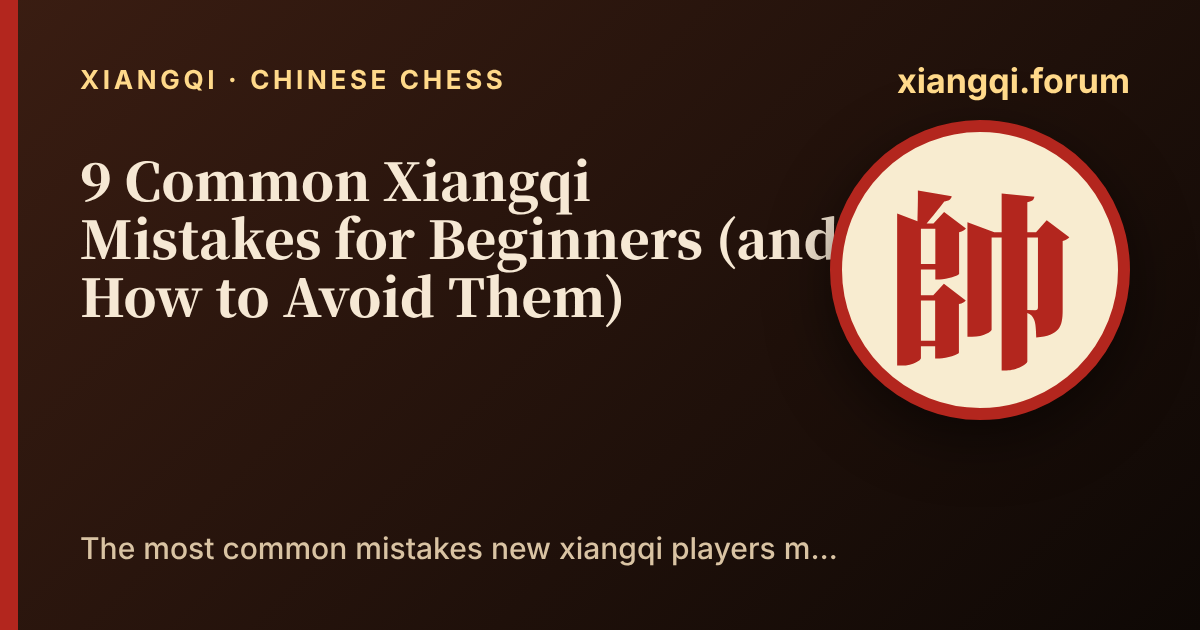 XIANGQI · CHINESE CHESS
xiangqi.forum
9 Common Xiangqi
Mistakes for Beginners (and
How to Avoid Them)
帥
The most common mistakes new xiangqi players m...